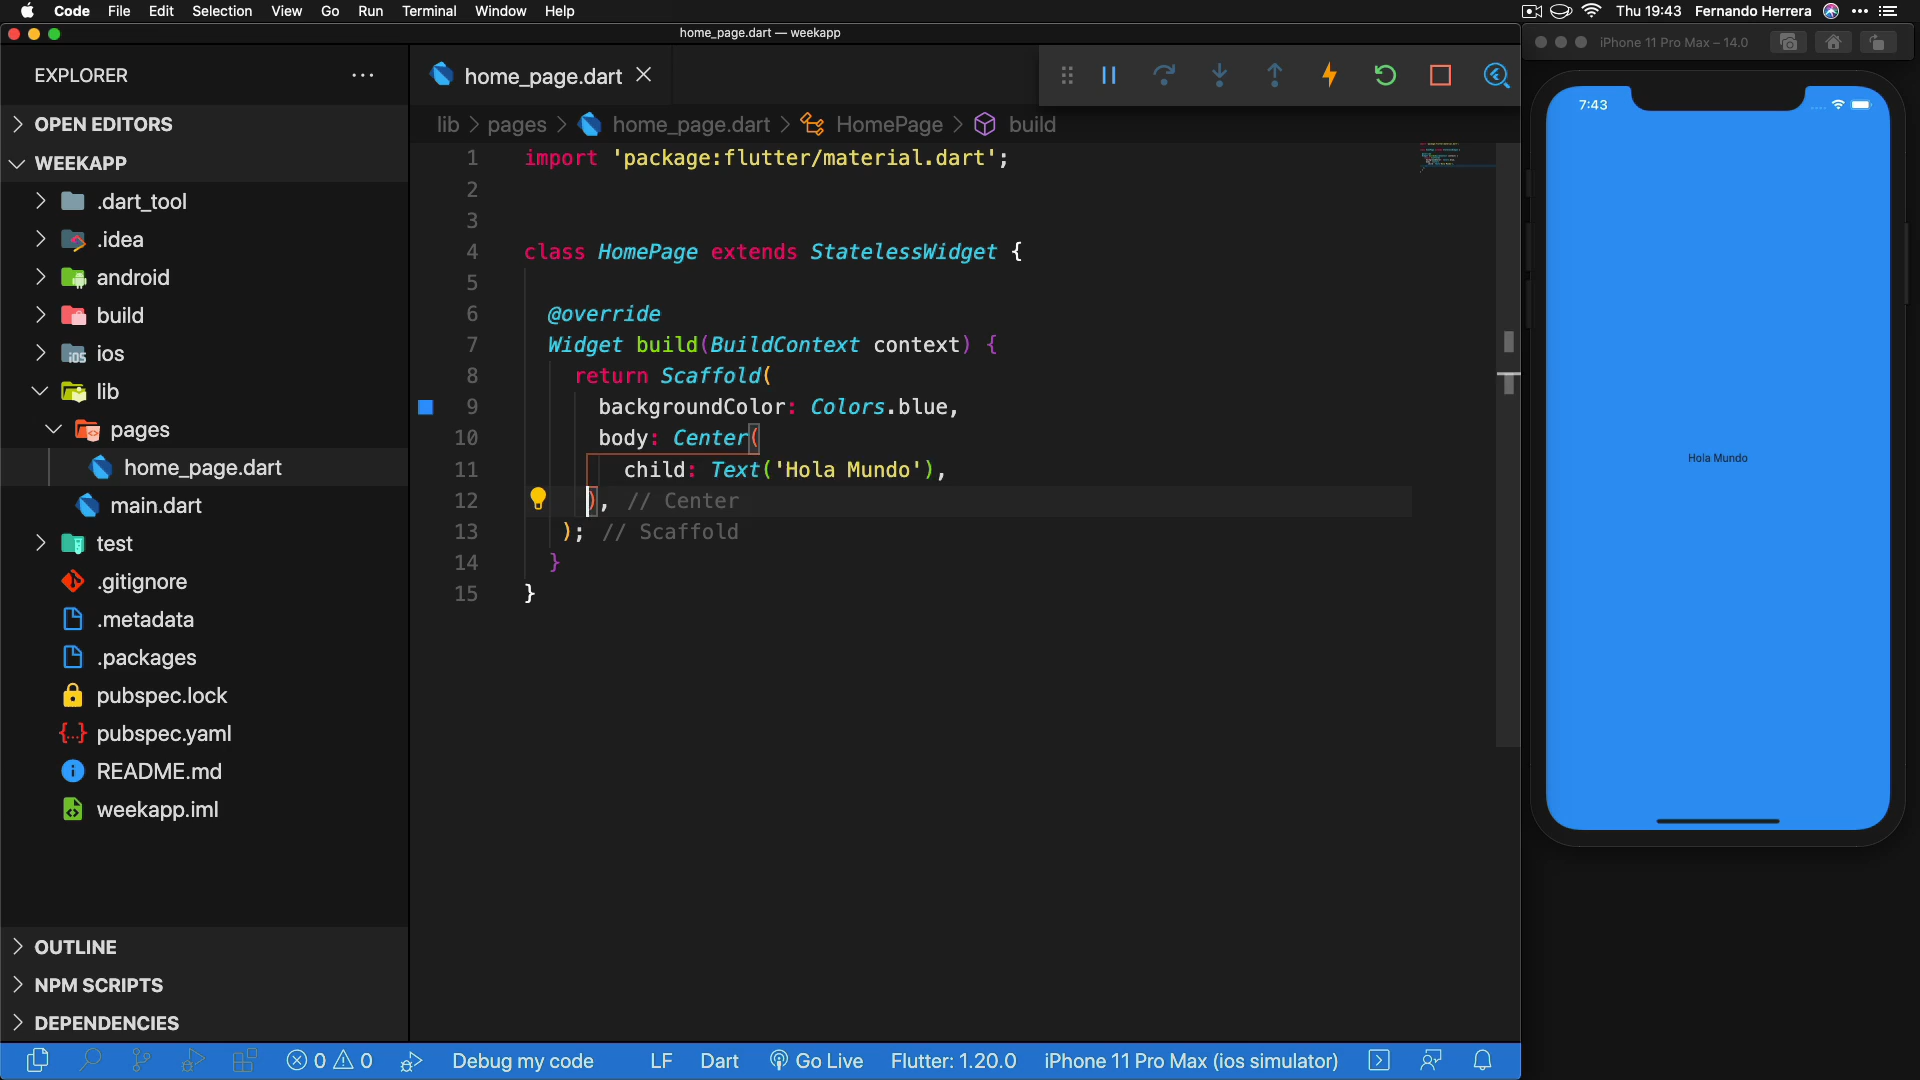 Code File Edit Selection View Go Run Terminal Window Help
Thu 19:43 Fernando Herrera
home_page.dart — weekapp
iPhone 11 Pro Max – 14.0
EXPLORER
OPEN EDITORS
WEEKAPP
.dart_tool
.idea
android
build
ios
lib
pages
home_page.dart
main.dart
test
.gitignore
.metadata
.packages
pubspec.lock
pubspec.yaml
README.md
weekapp.iml
OUTLINE
NPM SCRIPTS
DEPENDENCIES
home_page.dart
lib > pages > home_page.dart > HomePage > build
1 import 'package:flutter/material.dart';
2
3
4 class HomePage extends StatelessWidget {
5
6 @override
7 Widget build(BuildContext context) {
8 return Scaffold(
9 backgroundColor: Colors.blue,
10 body: Center(
11 child: Text('Hola Mundo'),
12 ), // Center
13 ); // Scaffold
14 }
15 }
7:43
Hola Mundo
0 0 Debug my code LF Dart Go Live Flutter: 1.20.0 iPhone 11 Pro Max (ios simulator)